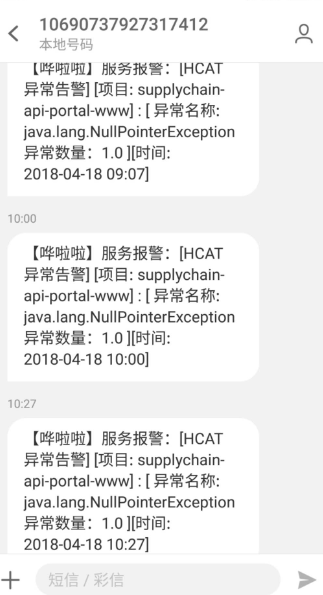 10690737927317412
本地号码
【哗啦啦】服务报警：[HCAT
异常告警] [项目: supplychain-
api-portal-www] : [ 异常名称:
java.lang.NullPointerException
异常数量：1.0 ][时间:
2018-04-18 09:07]
10:00
【哗啦啦】服务报警：[HCAT
异常告警] [项目: supplychain-
api-portal-www] : [ 异常名称:
java.lang.NullPointerException
异常数量：1.0 ][时间:
2018-04-18 10:00]
10:27
【哗啦啦】服务报警：[HCAT
异常告警] [项目: supplychain-
api-portal-www] : [ 异常名称:
java.lang.NullPointerException
异常数量：1.0 ][时间:
2018-04-18 10:27]
短信 / 彩信